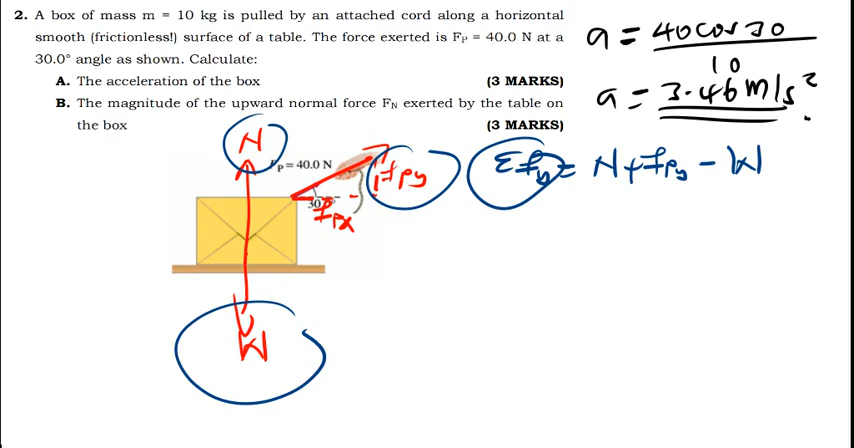 2. A box of mass m = 10 kg is pulled by an attached cord along a horizontal
smooth (frictionless!) surface of a table. The force exerted is FP = 40.0 N at a
30.0° angle as shown. Calculate:
A. The acceleration of the box (3 MARKS)
B. The magnitude of the upward normal force FN exerted by the table on
the box (3 MARKS)
a = 40cos30
10
a = 3.46 m/s²
N
P = 40.0 N
30
FPy
FPx
W
ΣFy = N + FPy - W